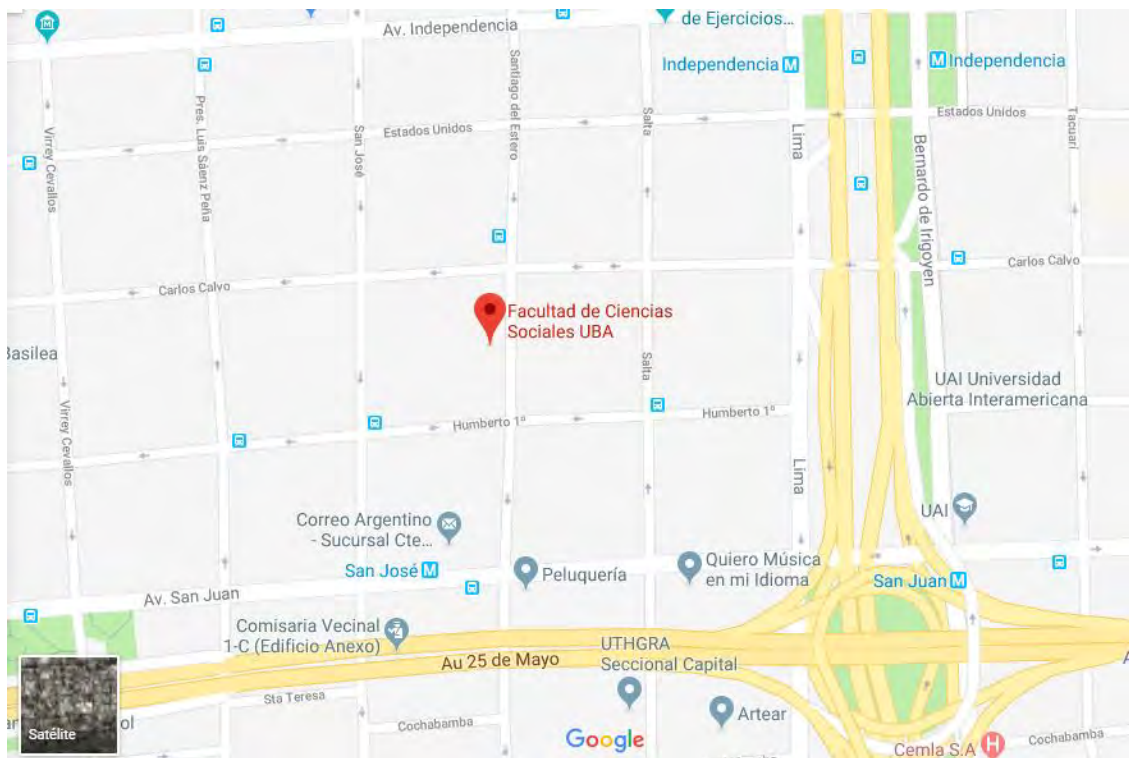 de Ejercicios...
Av. Independencia
Independencia M
M Independencia
Estados Unidos
Estados Unidos
Virrey Cevallos
Pres. Luis Sáenz Peña
San José
Santiago del Estero
Salta
Lima
Bernardo de Irigoyen
Tacuarí
Carlos Calvo
Carlos Calvo
Facultad de Ciencias
Sociales UBA
Basilea
Salta
UAI Universidad
Abierta Interamericana
Humberto 1º
Humberto 1º
Virrey Cevallos
Lima
Correo Argentino
- Sucursal Cte...
UAI
San José M
Peluquería
Quiero Música
en mi Idioma
San Juan M
Av. San Juan
Comisaria Vecinal
1-C (Edificio Anexo)
Au 25 de Mayo
UTHGRA
Seccional Capital
Sta Teresa
Cochabamba
Artear
Google
Cemla S.A H
Cochabamba
Satélite